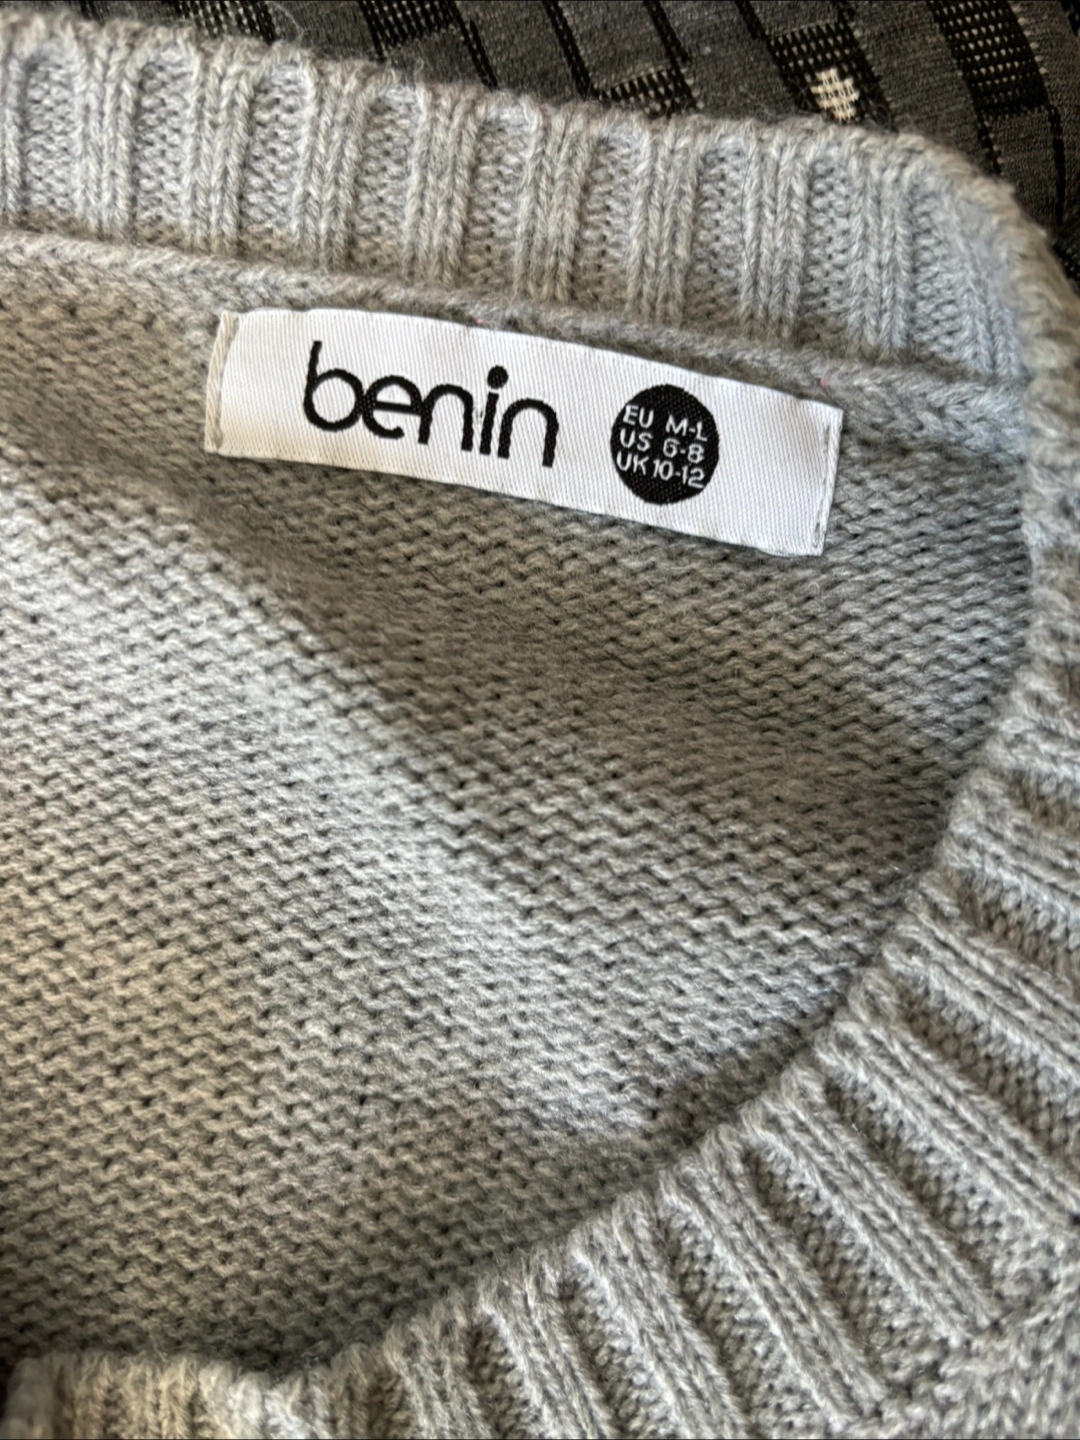 benin
EU M-L
US 6-8
UK 10-12